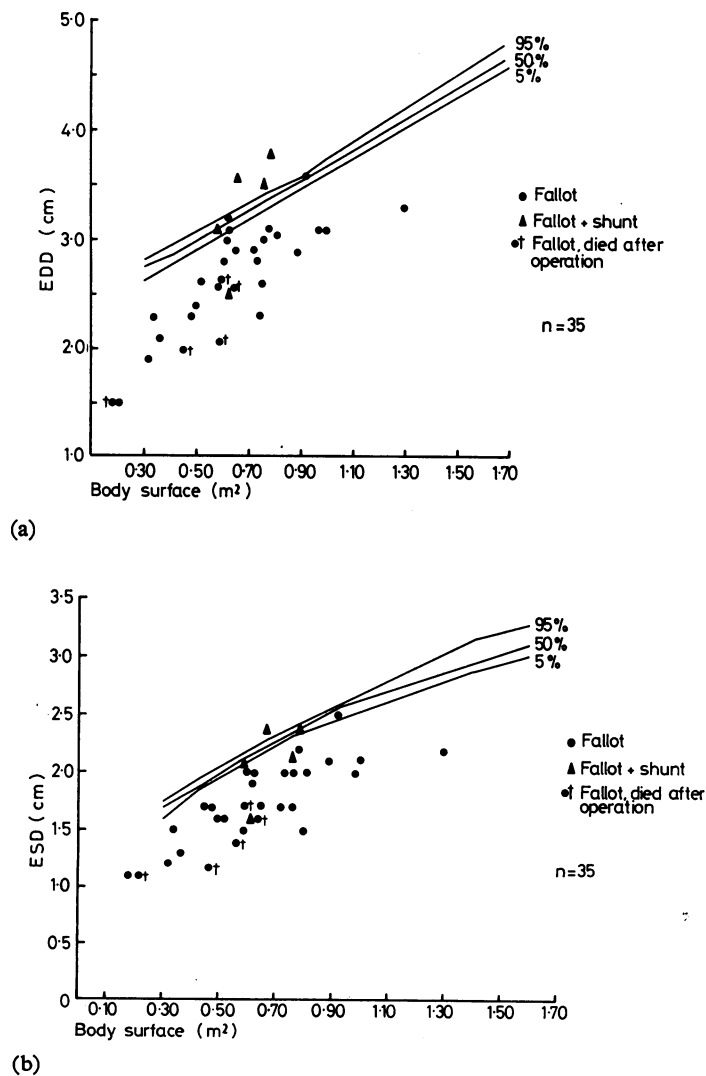 5·0
4·0
3·0
2·0
1·0
EDD (cm)
95%
50%
5%
Fallot
Fallot + shunt
† Fallot, died after
operation
n=35
†
†
†
†
†
†
0·30 0·50 0·70 0·90 1·10 1·30 1·50 1·70
Body surface (m²)
(a)
3·5
3·0
2·5
2·0
1·5
1·0
0·5
0
ESD (cm)
95%
50%
5%
Fallot
Fallot + shunt
† Fallot, died after
operation
n=35
†
†
†
†
†
0·10 0·30 0·50 0·70 0·90 1·10 1·30 1·50 1·70
Body surface (m²)
(b)